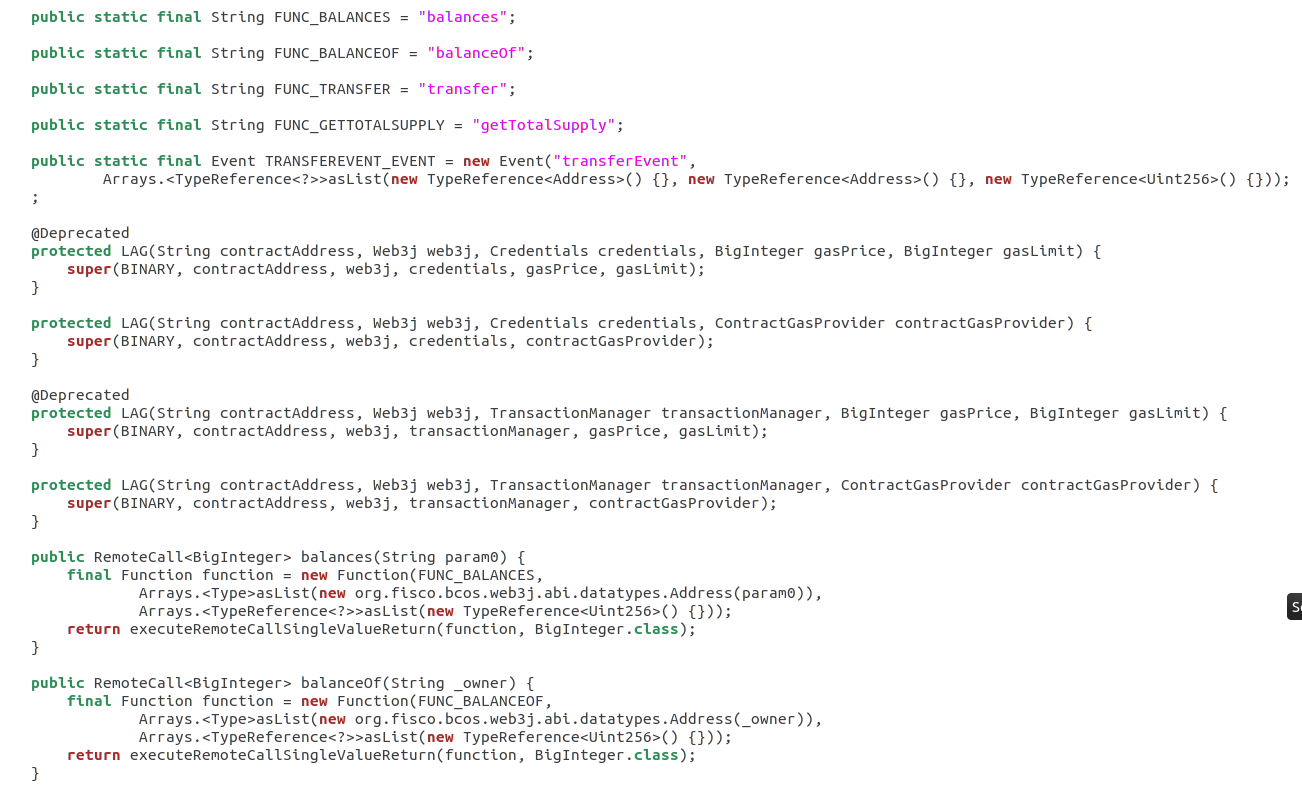 public static final String FUNC_BALANCES = "balances";
public static final String FUNC_BALANCEOF = "balanceOf";
public static final String FUNC_TRANSFER = "transfer";
public static final String FUNC_GETTOTALSUPPLY = "getTotalSupply";
public static final Event TRANSFEREVENT_EVENT = new Event("transferEvent",
        Arrays.<TypeReference<?>>asList(new TypeReference<Address>() {}, new TypeReference<Address>() {}, new TypeReference<Uint256>() {}));
;
@Deprecated
protected LAG(String contractAddress, Web3j web3j, Credentials credentials, BigInteger gasPrice, BigInteger gasLimit) {
    super(BINARY, contractAddress, web3j, credentials, gasPrice, gasLimit);
}
protected LAG(String contractAddress, Web3j web3j, Credentials credentials, ContractGasProvider contractGasProvider) {
    super(BINARY, contractAddress, web3j, credentials, contractGasProvider);
}
@Deprecated
protected LAG(String contractAddress, Web3j web3j, TransactionManager transactionManager, BigInteger gasPrice, BigInteger gasLimit) {
    super(BINARY, contractAddress, web3j, transactionManager, gasPrice, gasLimit);
}
protected LAG(String contractAddress, Web3j web3j, TransactionManager transactionManager, ContractGasProvider contractGasProvider) {
    super(BINARY, contractAddress, web3j, transactionManager, contractGasProvider);
}
public RemoteCall<BigInteger> balances(String param0) {
    final Function function = new Function(FUNC_BALANCES,
            Arrays.<Type>asList(new org.fisco.bcos.web3j.abi.datatypes.Address(param0)),
            Arrays.<TypeReference<?>>asList(new TypeReference<Uint256>() {}));
    return executeRemoteCallSingleValueReturn(function, BigInteger.class);
}
public RemoteCall<BigInteger> balanceOf(String _owner) {
    final Function function = new Function(FUNC_BALANCEOF,
            Arrays.<Type>asList(new org.fisco.bcos.web3j.abi.datatypes.Address(_owner)),
            Arrays.<TypeReference<?>>asList(new TypeReference<Uint256>() {}));
    return executeRemoteCallSingleValueReturn(function, BigInteger.class);
}